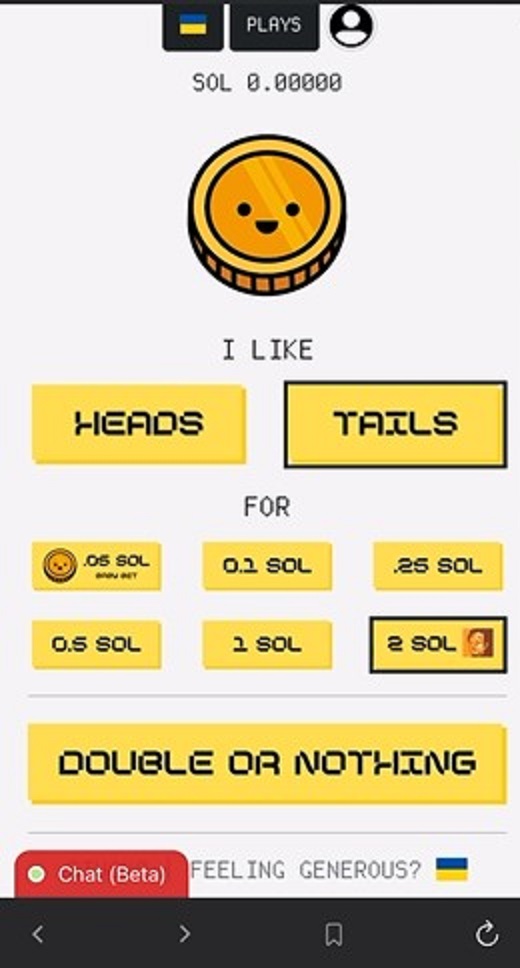 PLAYS
SOL 0.00000
I LIKE
HEADS
TAILS
FOR
.05 SOL
BABY BET
0.1 SOL
.25 SOL
0.5 SOL
1 SOL
2 SOL
DOUBLE OR NOTHING
FEELING GENEROUS?
Chat (Beta)